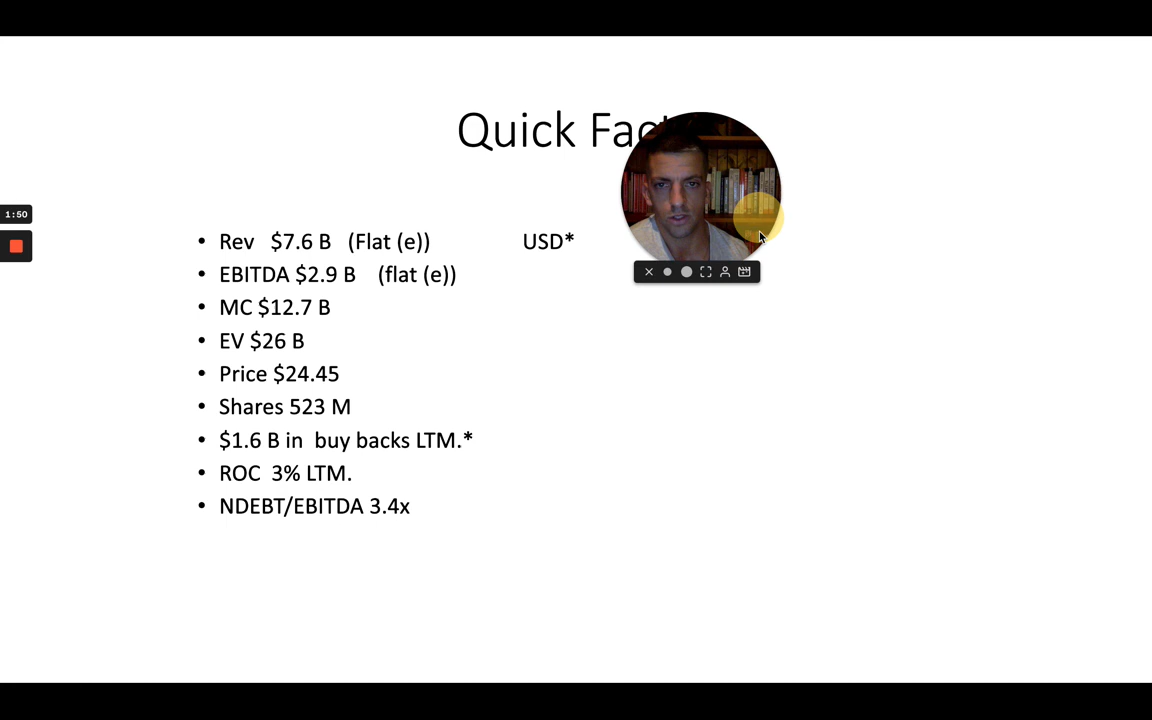 Quick Fac
1:50
• Rev $7.6 B (Flat (e)) USD*
• EBITDA $2.9 B (flat (e))
• MC $12.7 B
• EV $26 B
• Price $24.45
• Shares 523 M
• $1.6 B in buy backs LTM.*
• ROC 3% LTM.
• NDEBT/EBITDA 3.4x